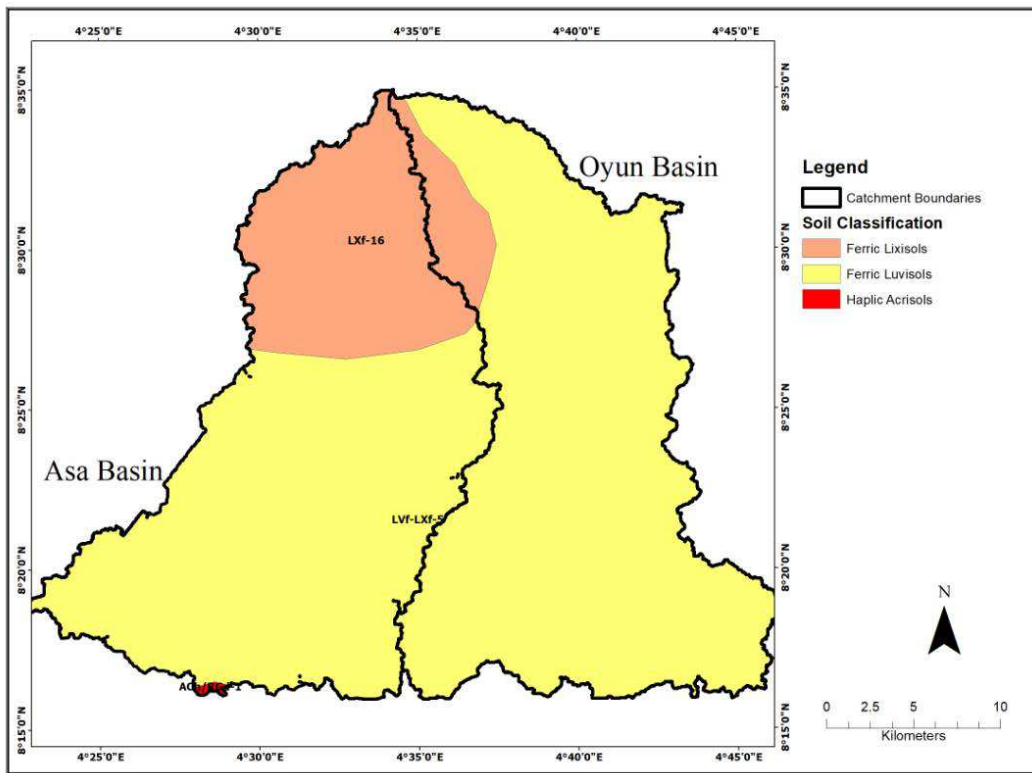 4°25'0"E 4°30'0"E 4°35'0"E 4°40'0"E 4°45'0"E
8°35'0"N
8°30'0"N
8°25'0"N
8°20'0"N
8°15'0"N
Oyun Basin
LXf-16
Asa Basin
LVf-LXf-5
Legend
Catchment Boundaries
Soil Classification
Ferric Lixisols
Ferric Luvisols
Haplic Acrisols
8°35'0"N
8°30'0"N
8°25'0"N
8°20'0"N
8°15'0"N
N
0 2.5 5 10
Kilometers
4°25'0"E 4°30'0"E 4°35'0"E 4°40'0"E 4°45'0"E